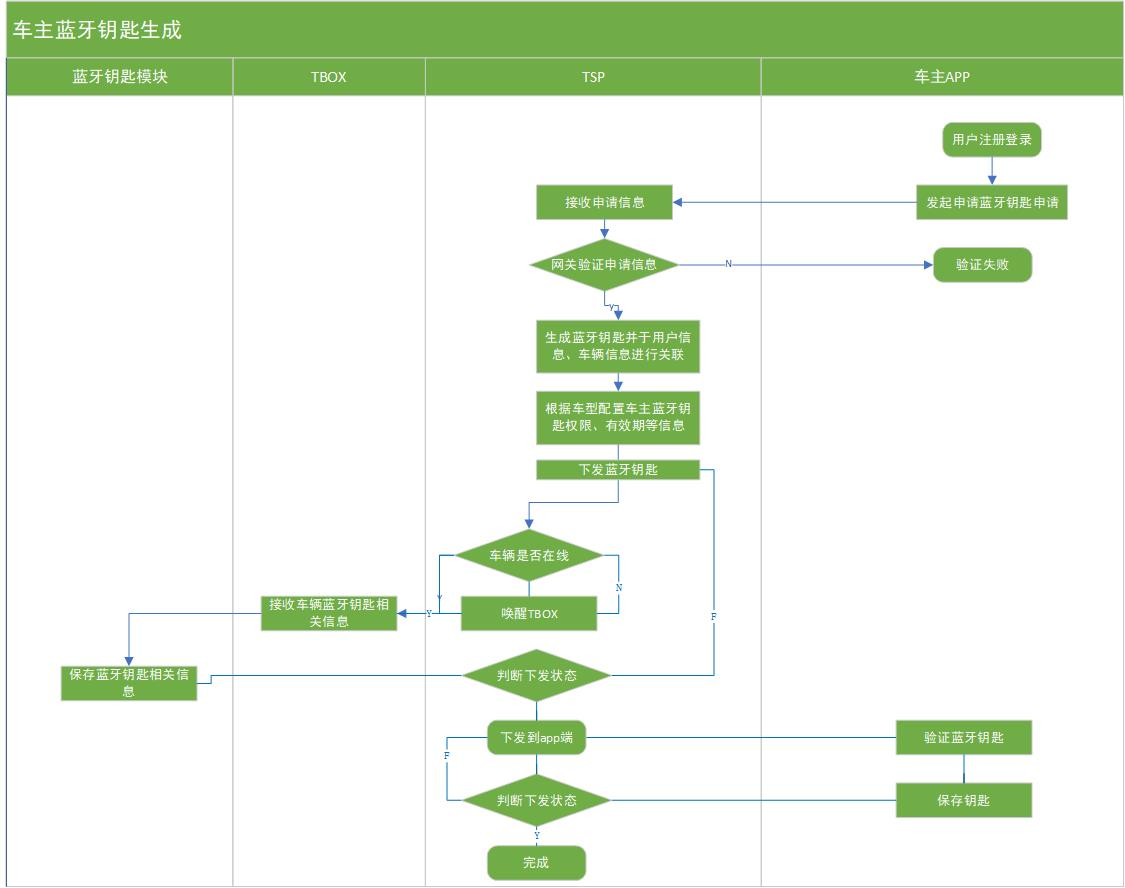 车主蓝牙钥匙生成
蓝牙钥匙模块
TBOX
TSP
车主APP
用户注册登录
接收申请信息
发起申请蓝牙钥匙申请
网关验证申请信息
N
验证失败
y
生成蓝牙钥匙并于用户信
息、车辆信息进行关联
根据车型配置车主蓝牙钥
匙权限、有效期等信息
下发蓝牙钥匙
车辆是否在线
N
Y
接收车辆蓝牙钥匙相
关信息
Y
唤醒TBOX
F
保存蓝牙钥匙相关信
息
判断下发状态
下发到app端
验证蓝牙钥匙
F
判断下发状态
保存钥匙
Y
完成